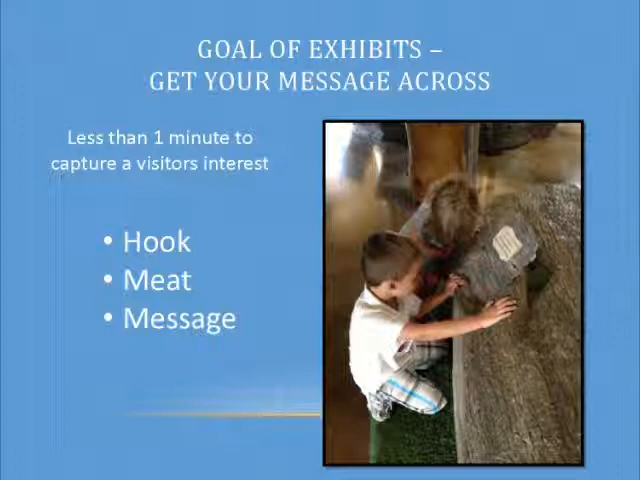 GOAL OF EXHIBITS –
GET YOUR MESSAGE ACROSS
Less than 1 minute to
capture a visitors interest
• Hook
• Meat
• Message